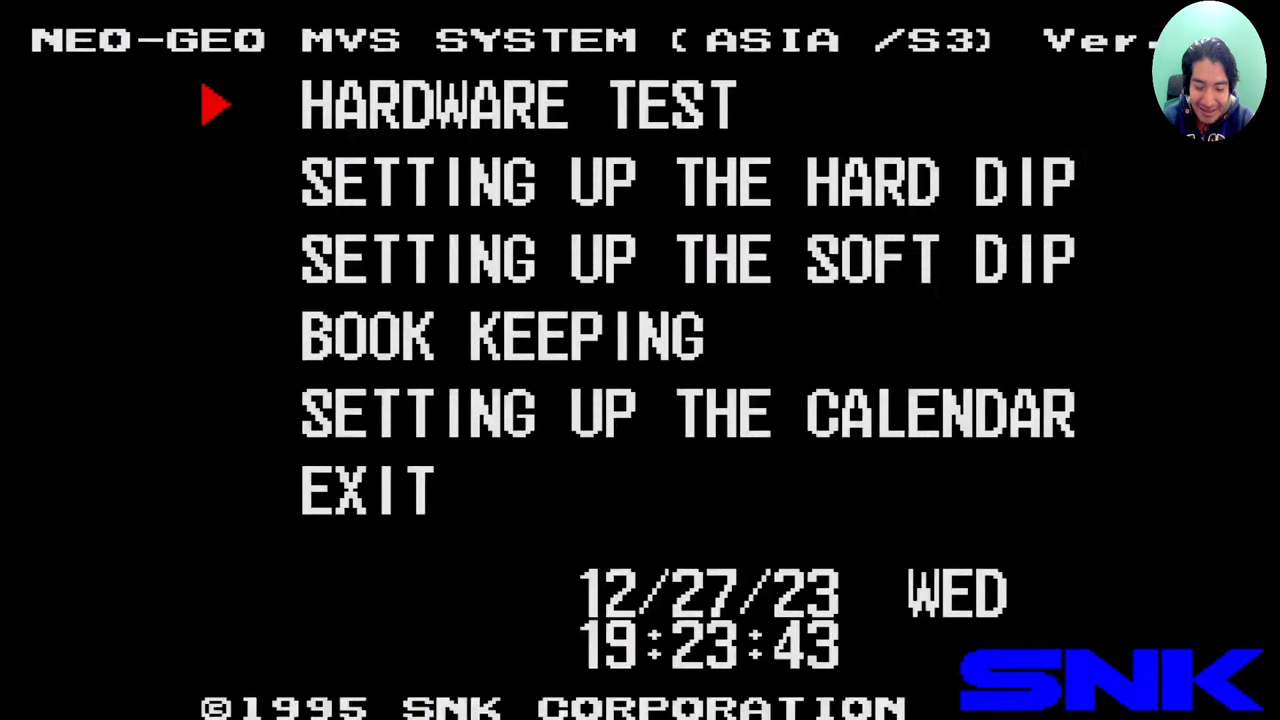 NEO-GEO MVS SYSTEM (ASIA /S3) Ver.
HARDWARE TEST
SETTING UP THE HARD DIP
SETTING UP THE SOFT DIP
BOOK KEEPING
SETTING UP THE CALENDAR
EXIT
12/27/23 WED
19:23:43
©1995 SNK CORPORATION
SNK